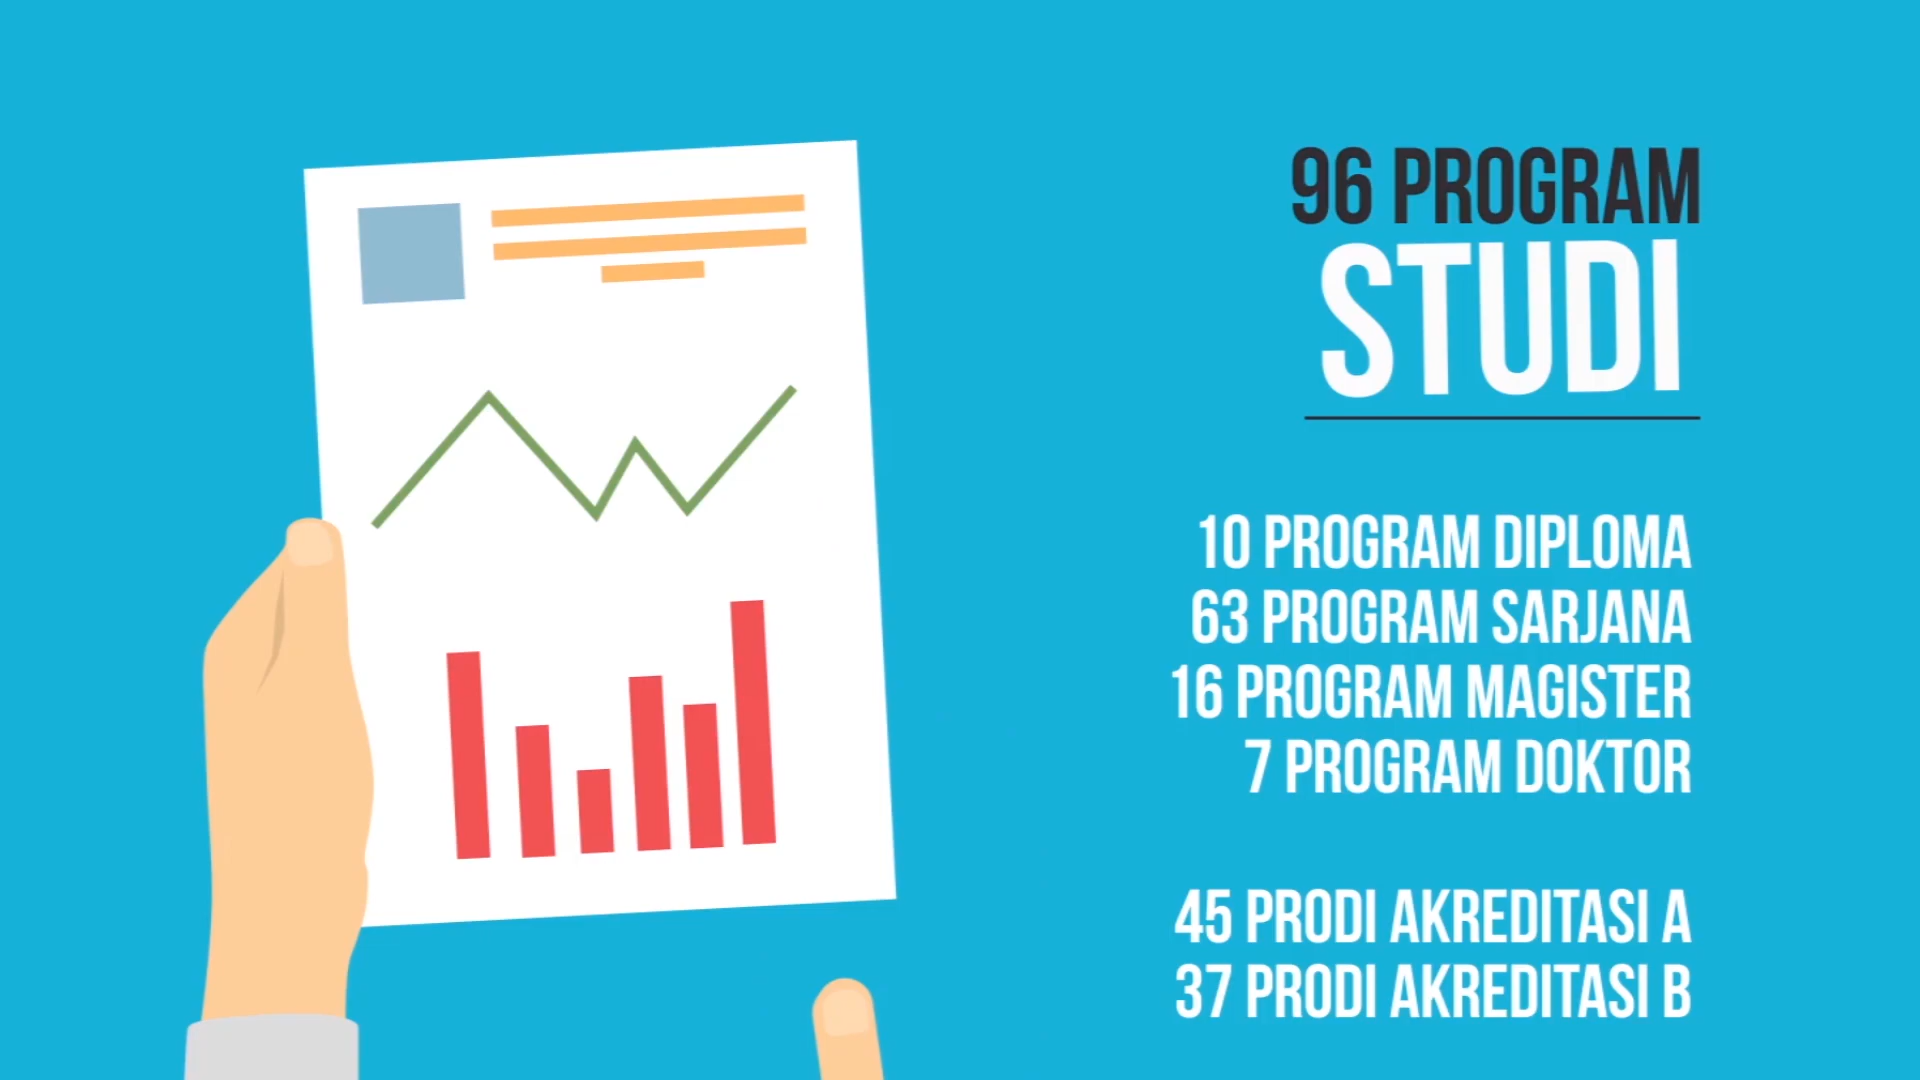 96 PROGRAM
STUDI
10 PROGRAM DIPLOMA
63 PROGRAM SARJANA
16 PROGRAM MAGISTER
7 PROGRAM DOKTOR
45 PRODI AKREDITASI A
37 PRODI AKREDITASI B